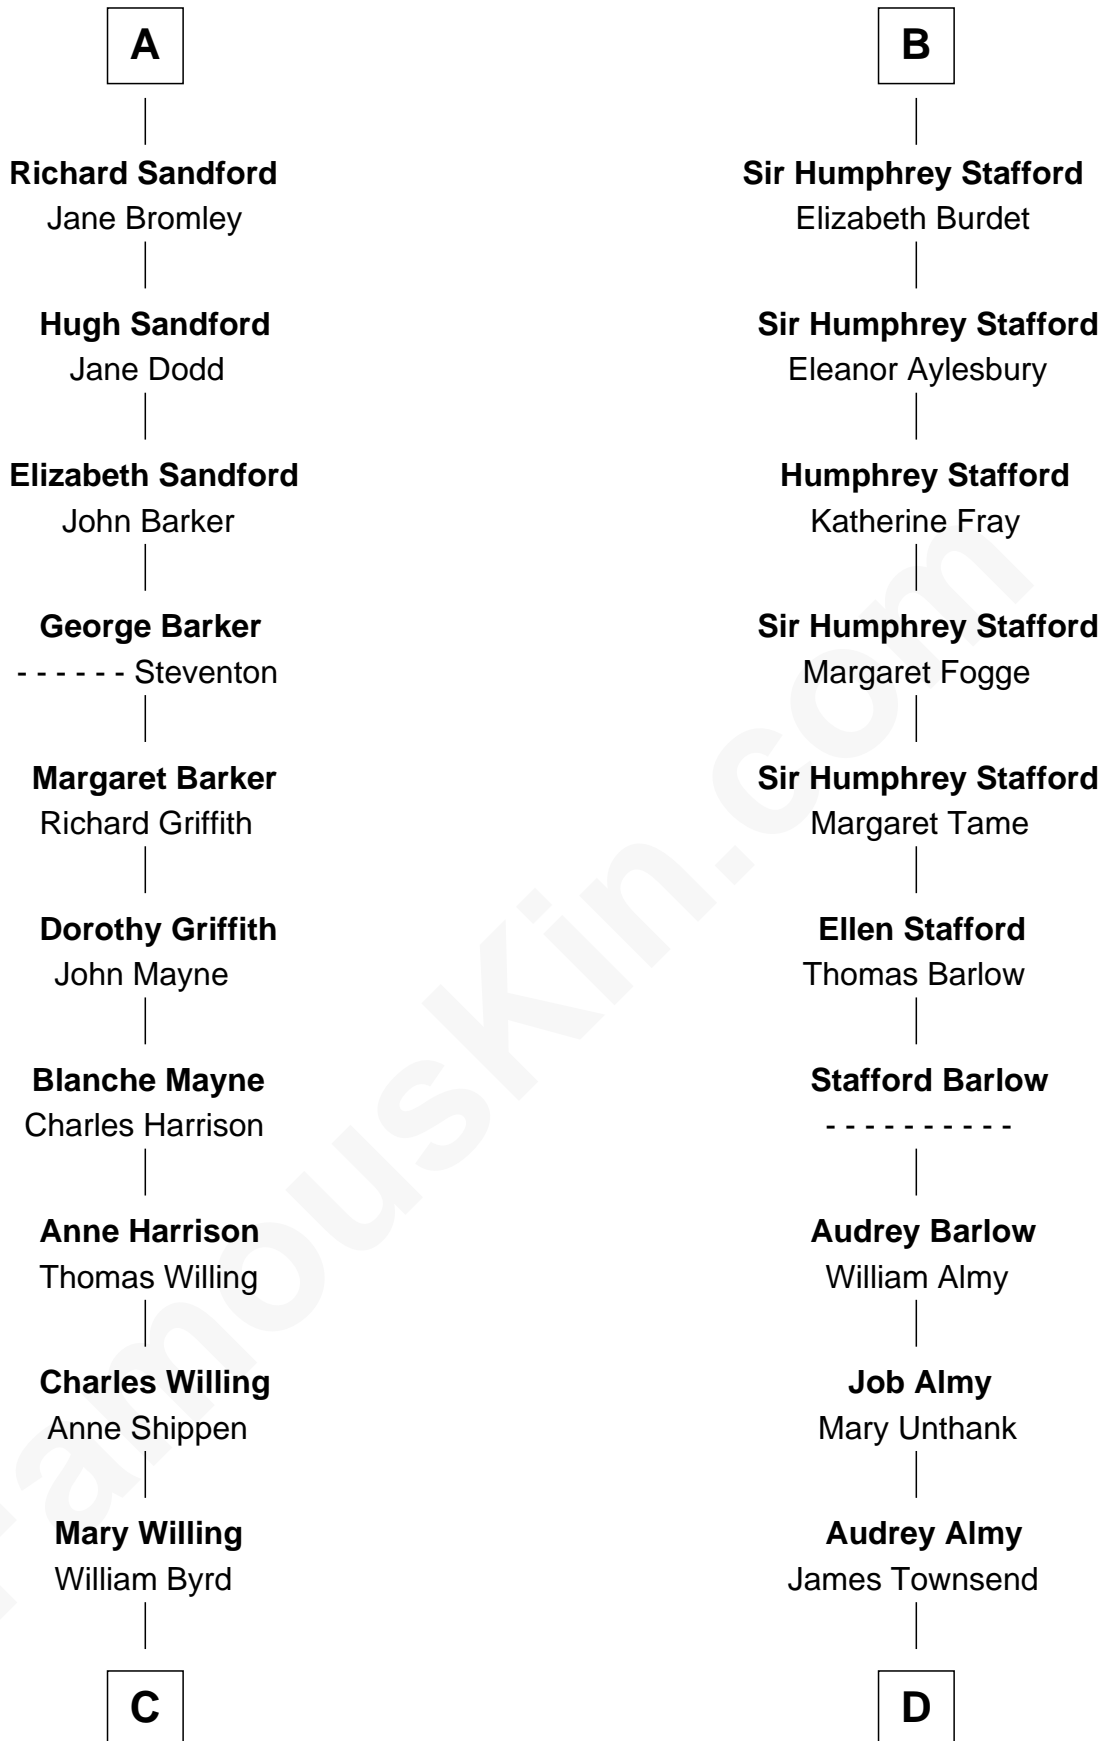 A
Richard Sandford
Jane Bromley
Hugh Sandford
Jane Dodd
Elizabeth Sandford
John Barker
George Barker
- - - - - - Steventon
Margaret Barker
Richard Griffith
Dorothy Griffith
John Mayne
Blanche Mayne
Charles Harrison
Anne Harrison
Thomas Willing
Charles Willing
Anne Shippen
Mary Willing
William Byrd
C
B
Sir Humphrey Stafford
Elizabeth Burdet
Sir Humphrey Stafford
Eleanor Aylesbury
Humphrey Stafford
Katherine Fray
Sir Humphrey Stafford
Margaret Fogge
Sir Humphrey Stafford
Margaret Tame
Ellen Stafford
Thomas Barlow
Stafford Barlow
- - - - - - - - - -
Audrey Barlow
William Almy
Job Almy
Mary Unthank
Audrey Almy
James Townsend
D
FamousKin.com